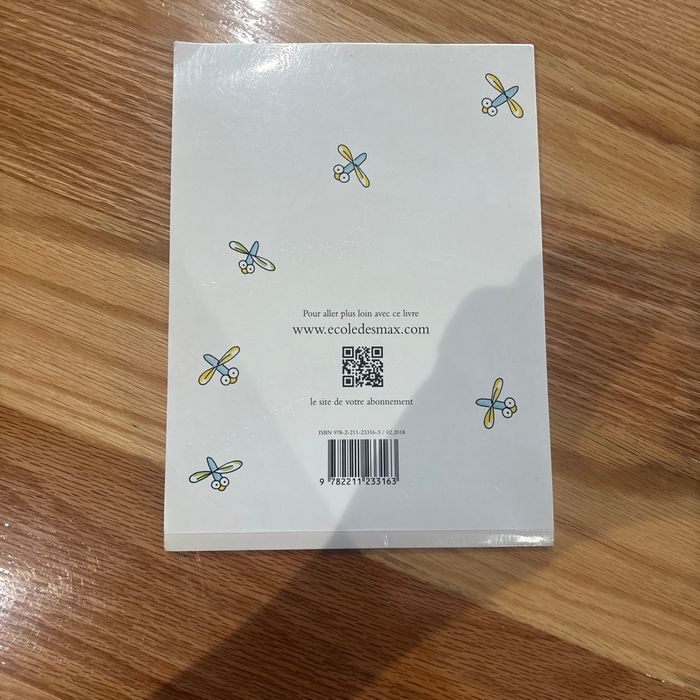 Pour aller plus loin avec ce livre
www.ecoledesmax.com
le site de votre abonnement
ISBN 978-2-211-23316-3 / 02.2018
9 782211 233163